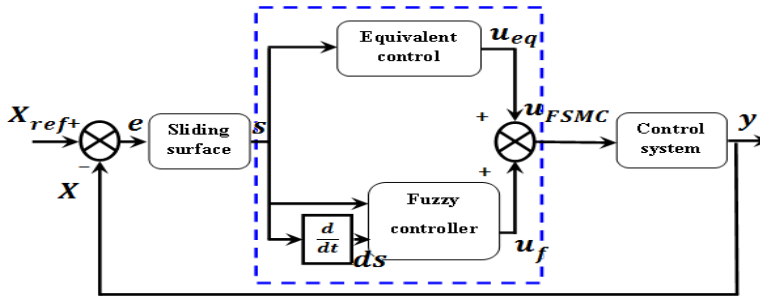 Equivalent
control
u_eq
X_ref+
e
Sliding
surface
s
+
u_FSMC
Control
system
y
−
X
+
Fuzzy
controller
d/dt
ds
u_f